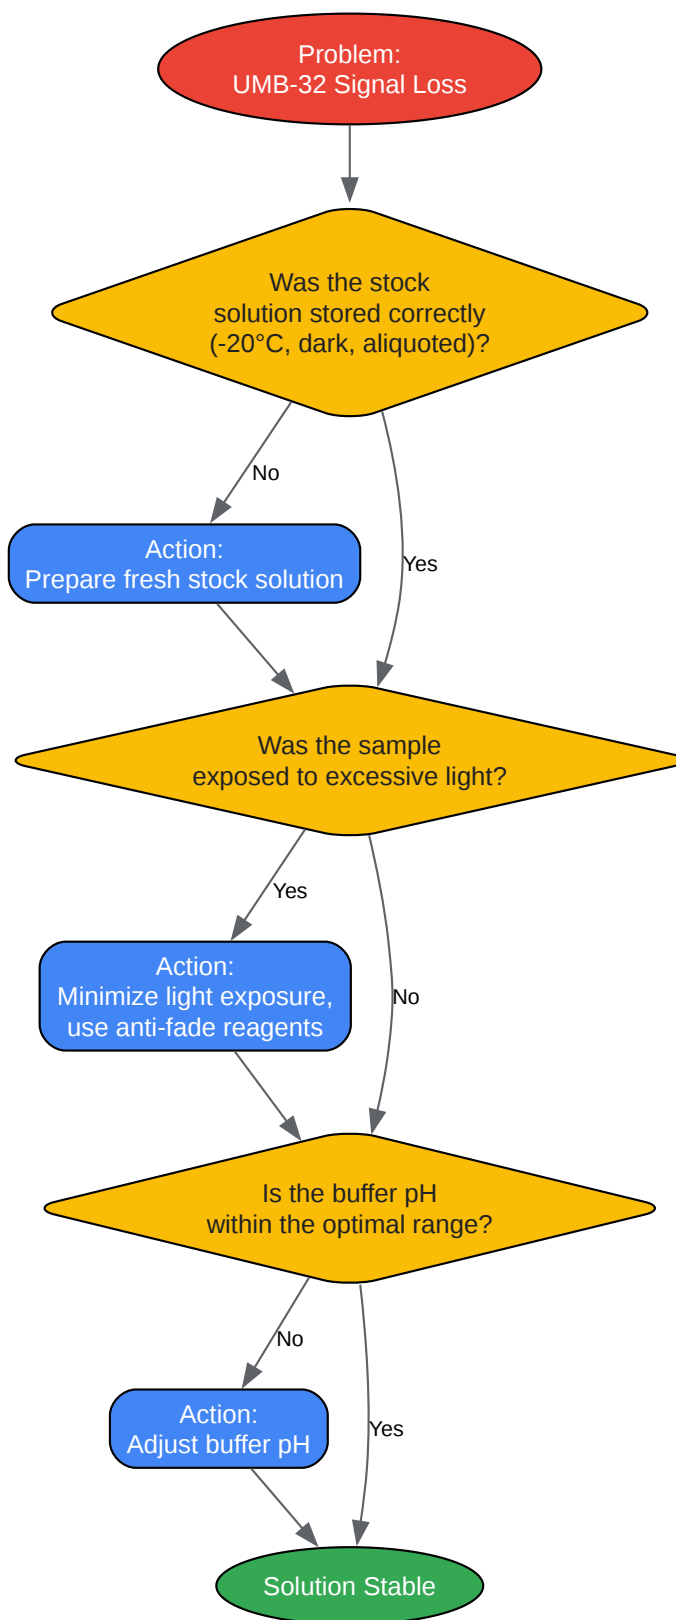 Problem:
UMB-32 Signal Loss
Was the stock
solution stored correctly
(-20°C, dark, aliquoted)?
No
Yes
Action:
Prepare fresh stock solution
Was the sample
exposed to excessive light?
Yes
No
Action:
Minimize light exposure,
use anti-fade reagents
Is the buffer pH
within the optimal range?
No
Yes
Action:
Adjust buffer pH
Solution Stable